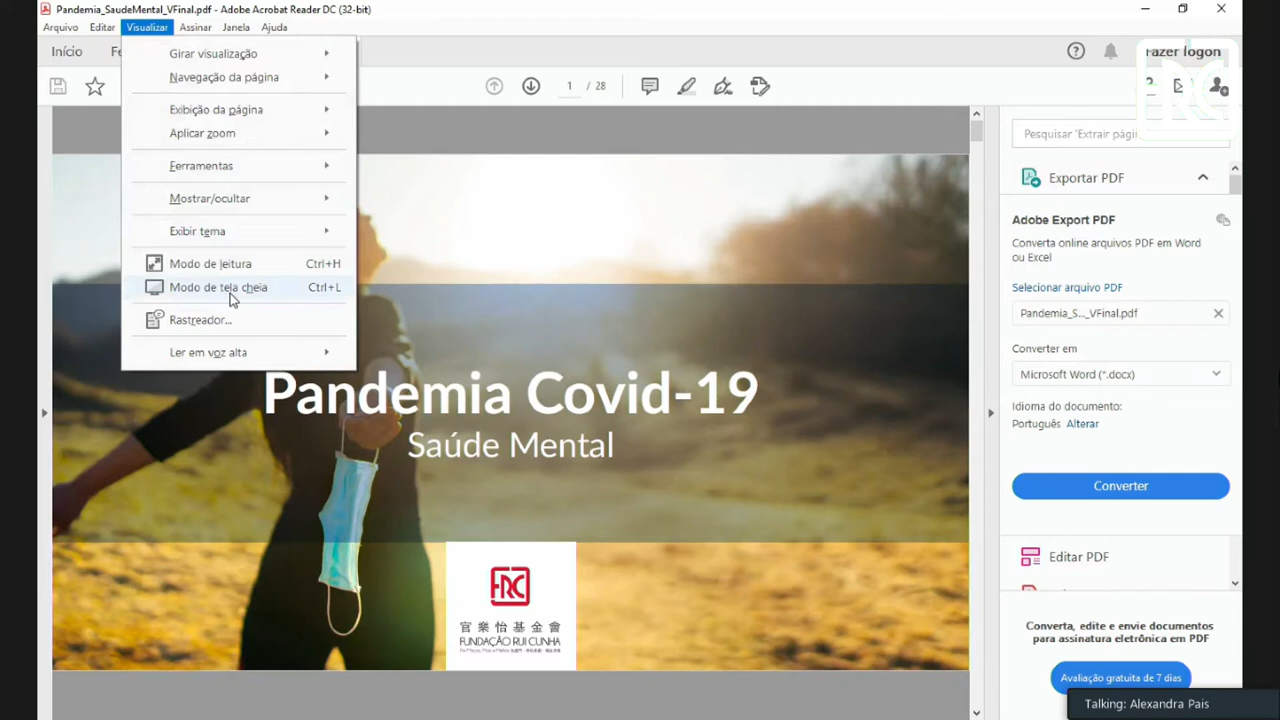 Pandemia_SaudeMental_VFinal.pdf - Adobe Acrobat Reader DC (32-bit)
Arquivo Editar Visualizar Assinar Janela Ajuda
Início
Fazer logon
1 / 28
Girar visualização
Navegação da página
Exibição da página
Aplicar zoom
Ferramentas
Mostrar/ocultar
Exibir tema
Modo de leitura Ctrl+H
Modo de tela cheia Ctrl+L
Rastreador...
Ler em voz alta
Pandemia Covid-19
Saúde Mental
FRC
官樂怡基金會
FUNDAÇÃO RUI CUNHA
FRC
Pesquisar 'Extrair
Exportar PDF
Adobe Export PDF
Converta online arquivos PDF em Word
ou Excel
Selecionar arquivo PDF
Pandemia_S..._VFinal.pdf
Converter em
Microsoft Word (*.docx)
Idioma do documento:
Português Alterar
Converter
Editar PDF
Converta, edite e envie documentos
para assinatura eletrônica em PDF
Avaliação gratuita de 7 dias
Talking: Alexandra Pais